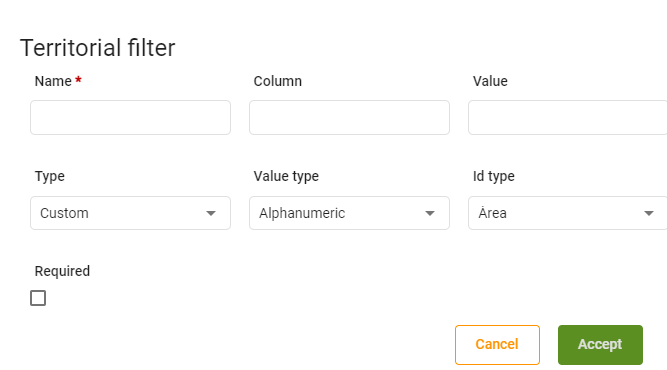 Territorial filter
Name * Column Value
Type Value type Id type
Custom Alphanumeric Área
Required
Cancel Accept